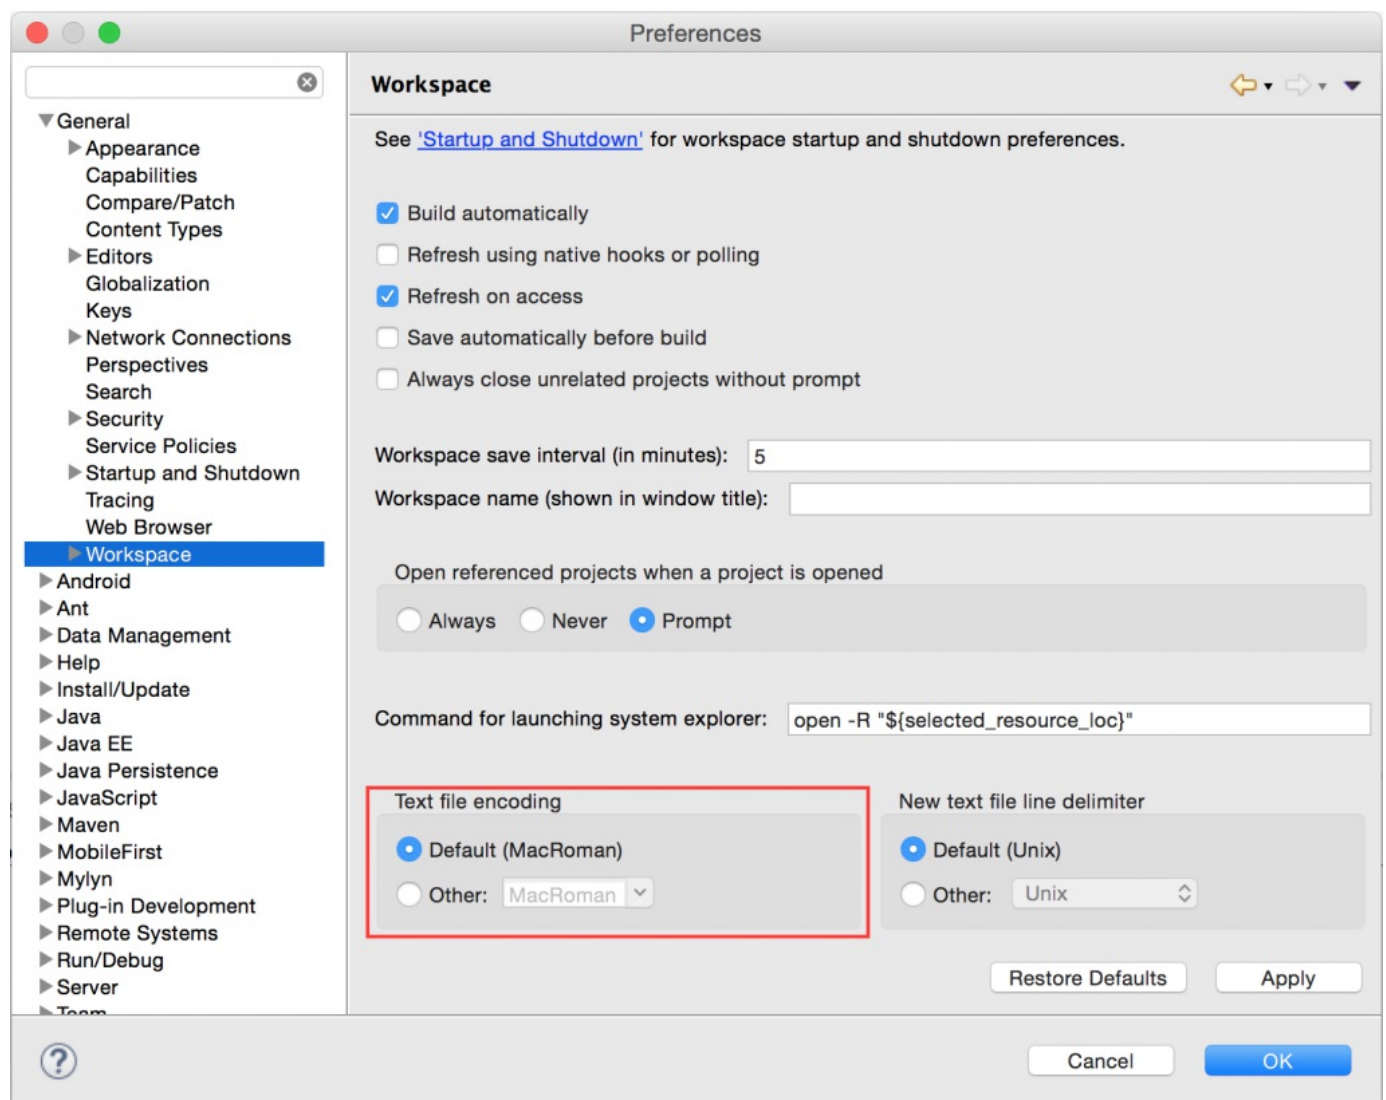 Preferences
General
Appearance
Capabilities
Compare/Patch
Content Types
Editors
Globalization
Keys
Network Connections
Perspectives
Search
Security
Service Policies
Startup and Shutdown
Tracing
Web Browser
Workspace
Android
Ant
Data Management
Help
Install/Update
Java
Java EE
Java Persistence
JavaScript
Maven
MobileFirst
Mylyn
Plug-in Development
Remote Systems
Run/Debug
Server
Team
Workspace
See 'Startup and Shutdown' for workspace startup and shutdown preferences.
Build automatically
Refresh using native hooks or polling
Refresh on access
Save automatically before build
Always close unrelated projects without prompt
Workspace save interval (in minutes): 5
Workspace name (shown in window title):
Open referenced projects when a project is opened
Always Never Prompt
Command for launching system explorer: open -R "${selected_resource_loc}"
Text file encoding
Default (MacRoman)
Other: MacRoman
New text file line delimiter
Default (Unix)
Other: Unix
Restore Defaults Apply
? Cancel OK